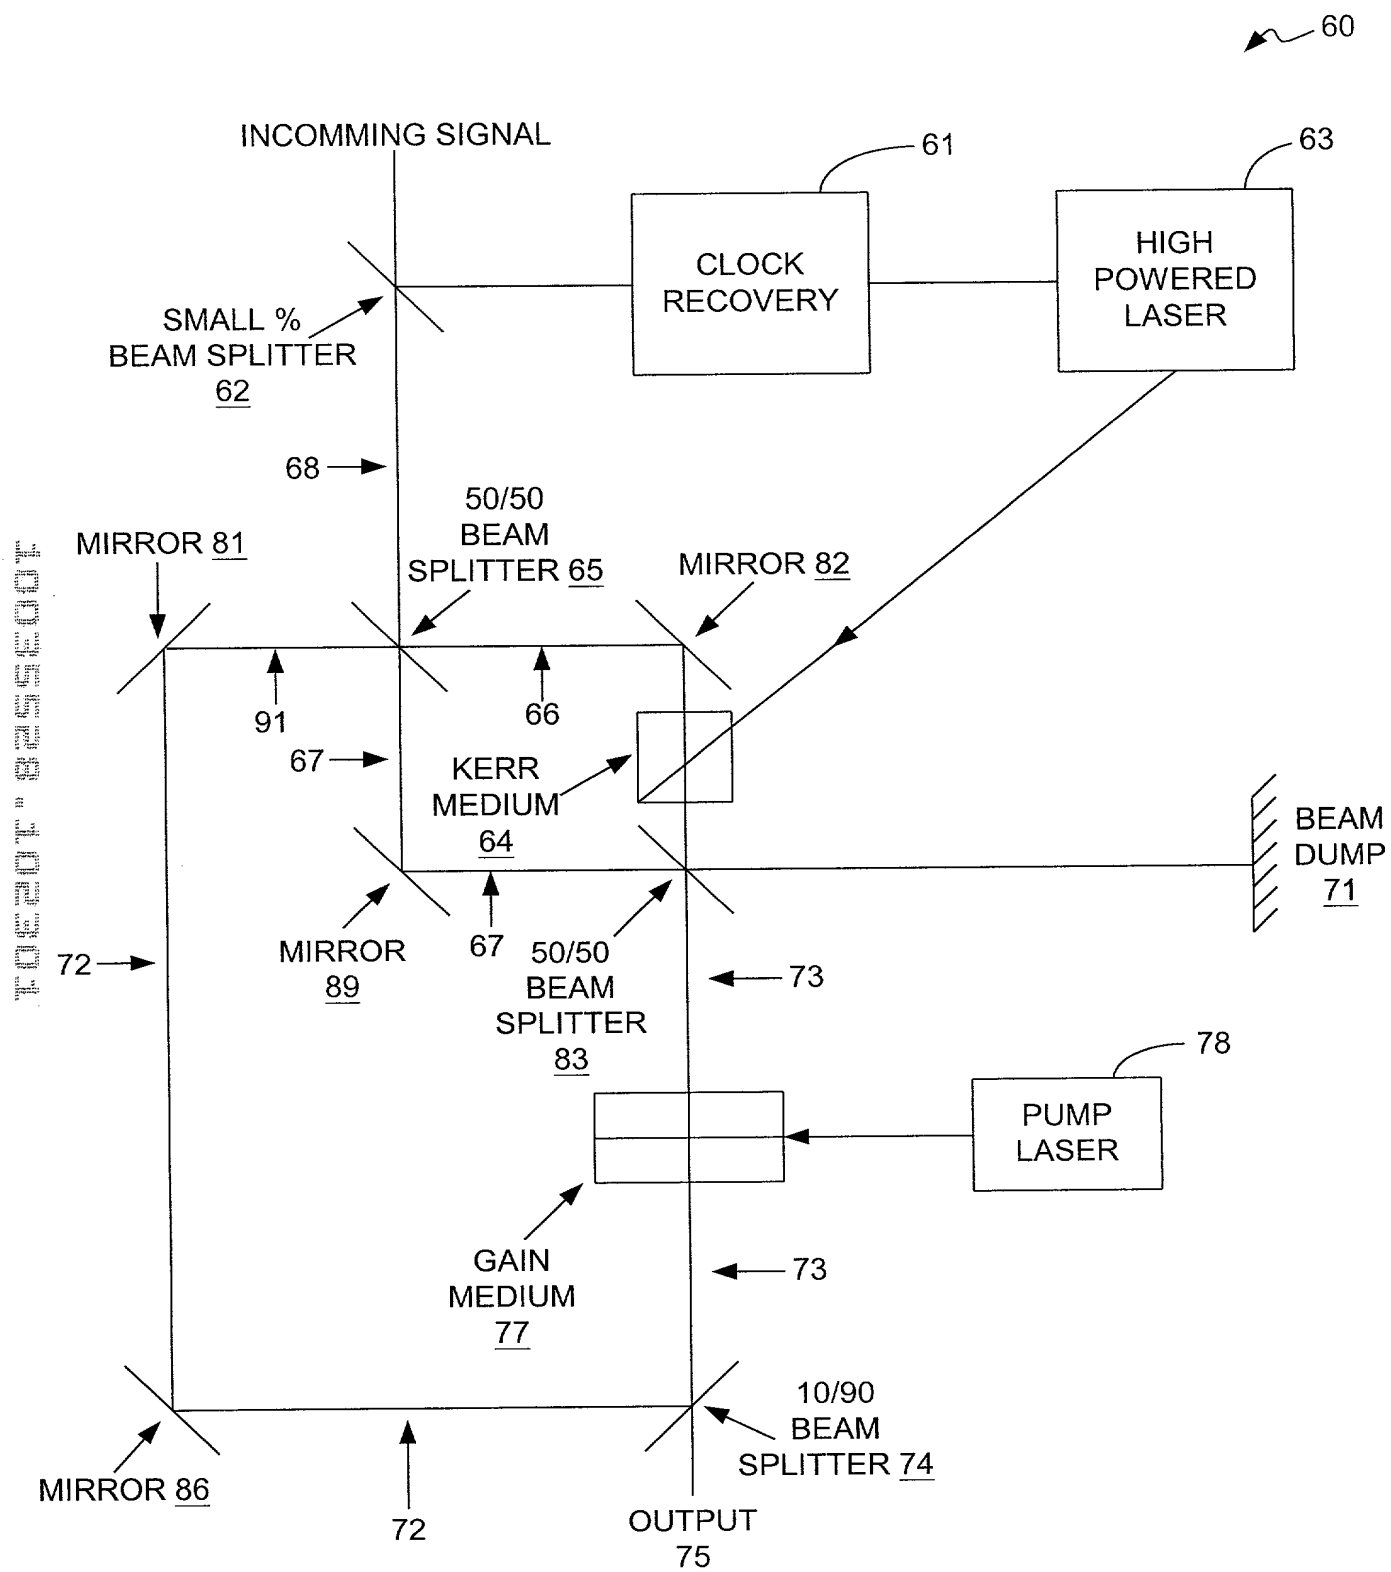 60
INCOMMING SIGNAL
61
63
CLOCK
RECOVERY
HIGH
POWERED
LASER
SMALL %
BEAM SPLITTER
62
68
50/50
BEAM
SPLITTER 65
MIRROR 81
MIRROR 82
91
66
67
KERR
MEDIUM
64
BEAM
DUMP
71
MIRROR
89
67
50/50
BEAM
SPLITTER
83
72
73
78
PUMP
LASER
GAIN
MEDIUM
77
73
10/90
BEAM
SPLITTER 74
MIRROR 86
72
OUTPUT
75